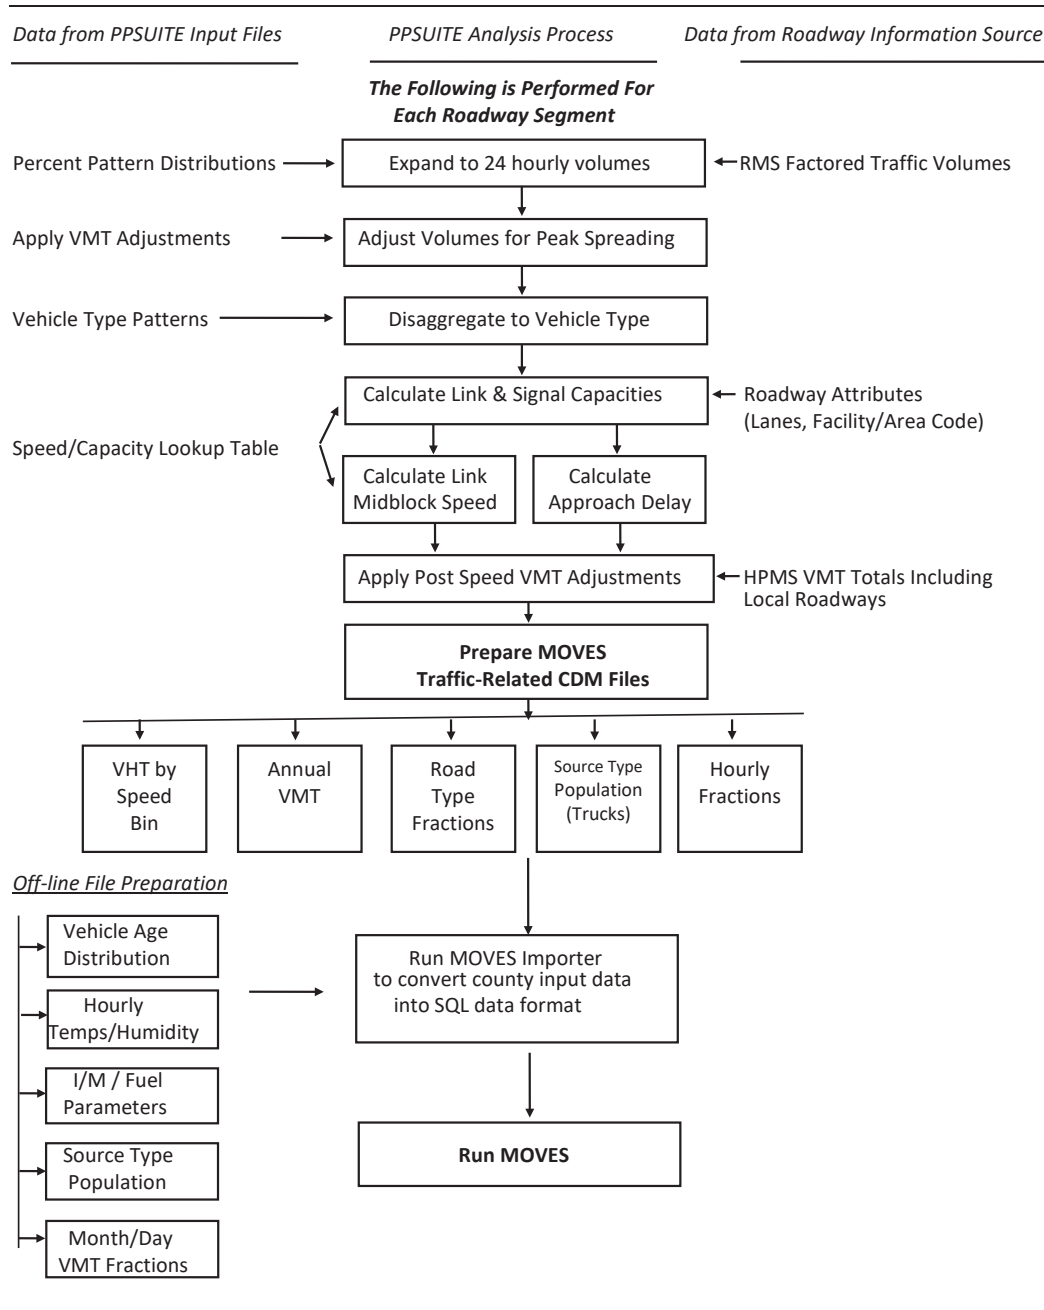 Data from PPSUITE Input Files
PPSUITE Analysis Process
Data from Roadway Information Source
The Following is Performed For
Each Roadway Segment
Percent Pattern Distributions
Expand to 24 hourly volumes
RMS Factored Traffic Volumes
Apply VMT Adjustments
Adjust Volumes for Peak Spreading
Vehicle Type Patterns
Disaggregate to Vehicle Type
Calculate Link & Signal Capacities
Roadway Attributes
(Lanes, Facility/Area Code)
Speed/Capacity Lookup Table
Calculate Link
Midblock Speed
Calculate
Approach Delay
Apply Post Speed VMT Adjustments
HPMS VMT Totals Including
Local Roadways
Prepare MOVES
Traffic-Related CDM Files
VHT by
Speed
Bin
Annual
VMT
Road
Type
Fractions
Source Type
Population
(Trucks)
Hourly
Fractions
Off-line File Preparation
Vehicle Age
Distribution
Hourly
Temps/Humidity
I/M / Fuel
Parameters
Source Type
Population
Month/Day
VMT Fractions
Run MOVES Importer
to convert county input data
into SQL data format
Run MOVES